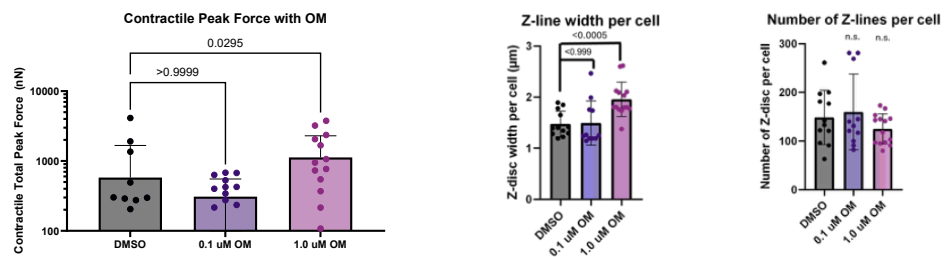 Contractile Peak Force with OM
0.0295
>0.9999
Contractile Total Peak Force (nN)
10000
1000
100
DMSO
0.1 uM OM
1.0 uM OM
Z-line width per cell
<0.0005
<0.999
Z-disc width per cell (µm)
3
2
1
0
DMSO
0.1 uM OM
1.0 uM OM
Number of Z-lines per cell
n.s.
n.s.
Number of Z-disc per cell
300
200
100
0
DMSO
0.1 uM OM
1.0 uM OM